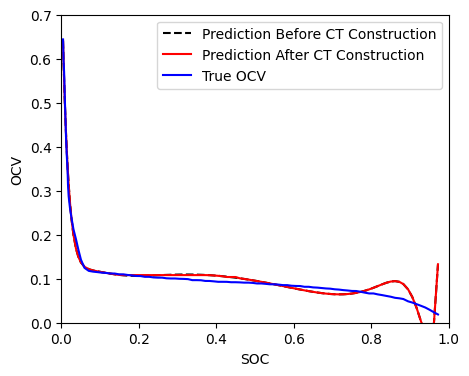 0.7
0.6
0.5
0.4
0.3
0.2
0.1
0.0
OCV
0.0 0.2 0.4 0.6 0.8 1.0
SOC
Prediction Before CT Construction
Prediction After CT Construction
True OCV